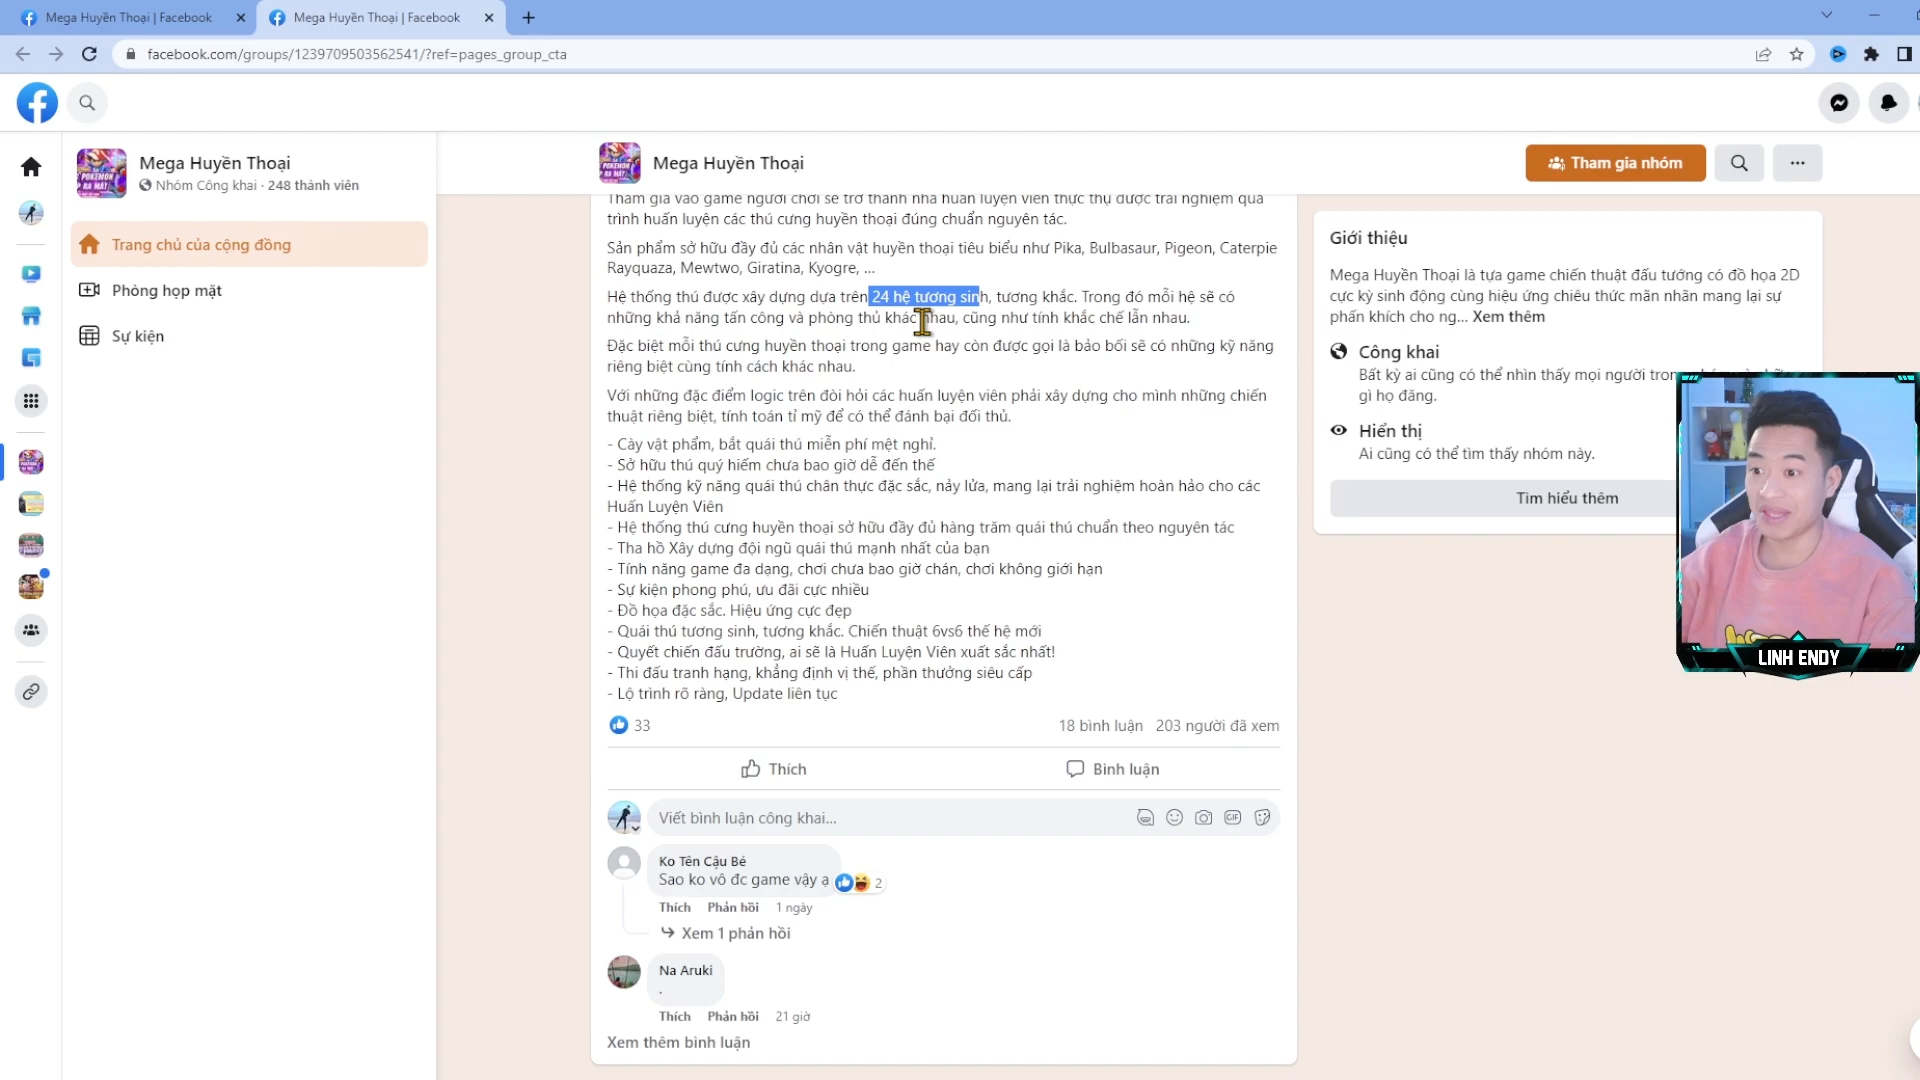 Mega Huyền Thoại | Facebook
Mega Huyền Thoại | Facebook
facebook.com/groups/1239709503562541/?ref=pages_group_cta
Mega Huyền Thoại
Nhóm Công khai · 248 thành viên
Trang chủ của cộng đồng
Phòng họp mặt
Sự kiện
Mega Huyền Thoại
Tham gia nhóm
Tham gia vào game người chơi sẽ trở thành nhà huấn luyện viên thực thụ được trải nghiệm quá
trình huấn luyện các thú cưng huyền thoại đúng chuẩn nguyên tác.
Sản phẩm sở hữu đầy đủ các nhân vật huyền thoại tiêu biểu như Pika, Bulbasaur, Pigeon, Caterpie
Rayquaza, Mewtwo, Giratina, Kyogre, ...
Hệ thống thú được xây dựng dựa trên 24 hệ tương sinh, tương khắc. Trong đó mỗi hệ sẽ có
những khả năng tấn công và phòng thủ khác nhau, cũng như tính khắc chế lẫn nhau.
Đặc biệt mỗi thú cưng huyền thoại trong game hay còn được gọi là bảo bối sẽ có những kỹ năng
riêng biệt cùng tính cách khác nhau.
Với những đặc điểm logic trên đòi hỏi các huấn luyện viên phải xây dựng cho mình những chiến
thuật riêng biệt, tính toán tỉ mỹ để có thể đánh bại đối thủ.
- Cày vật phẩm, bắt quái thú miễn phí mệt nghỉ.
- Sở hữu thú quý hiếm chưa bao giờ dễ đến thế
- Hệ thống kỹ năng quái thú chân thực đặc sắc, nảy lửa, mang lại trải nghiệm hoàn hảo cho các
Huấn Luyện Viên
- Hệ thống thú cưng huyền thoại sở hữu đầy đủ hàng trăm quái thú chuẩn theo nguyên tác
- Tha hồ Xây dựng đội ngũ quái thú mạnh nhất của bạn
- Tính năng game đa dạng, chơi chưa bao giờ chán, chơi không giới hạn
- Sự kiện phong phú, ưu đãi cực nhiều
- Đồ họa đặc sắc. Hiệu ứng cực đẹp
- Quái thú tương sinh, tương khắc. Chiến thuật 6vs6 thế hệ mới
- Quyết chiến đấu trường, ai sẽ là Huấn Luyện Viên xuất sắc nhất!
- Thi đấu tranh hạng, khẳng định vị thế, phần thưởng siêu cấp
- Lộ trình rõ ràng, Update liên tục
33
18 bình luận 203 người đã xem
Thích
Bình luận
Viết bình luận công khai...
GIF
Ko Tên Cậu Bé
Sao ko vô đc game vậy ạ
2
Thích Phản hồi 1 ngày
Xem 1 phản hồi
Na Aruki
.
Thích Phản hồi 21 giờ
Xem thêm bình luận
Giới thiệu
Mega Huyền Thoại là tựa game chiến thuật đấu tướng có đồ họa 2D
cực kỳ sinh động cùng hiệu ứng chiêu thức mãn nhãn mang lại sự
phấn khích cho ng... Xem thêm
Công khai
Bất kỳ ai cũng có thể nhìn thấy mọi người
gì họ đăng.
Hiển thị
Ai cũng có thể tìm thấy nhóm này.
Tìm hiểu thêm
LINH ENDY